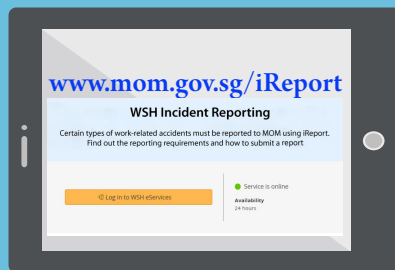 www.mom.gov.sg/iReport
WSH Incident Reporting
Certain types of work-related accidents must be reported to MOM using iReport.
Find out the reporting requirements and how to submit a report
Log in to WSH eServices
Service is online
Availability
24 hours